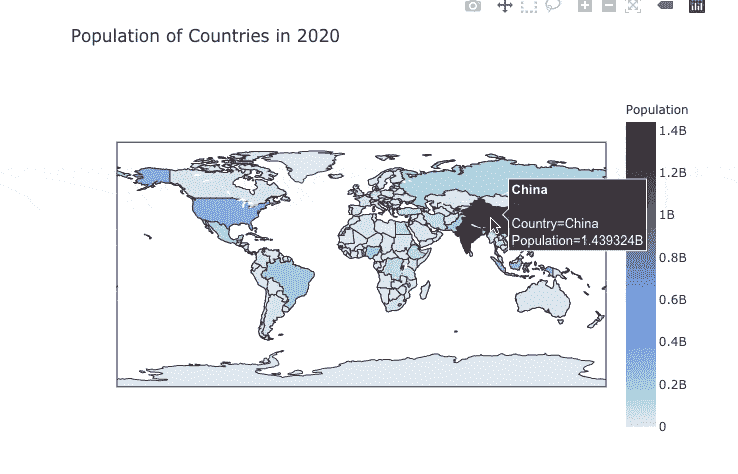 Population of Countries in 2020
Population
1.4B
1.2B
1B
0.8B
0.6B
0.4B
0.2B
0
China
Country=China
Population=1.439324B